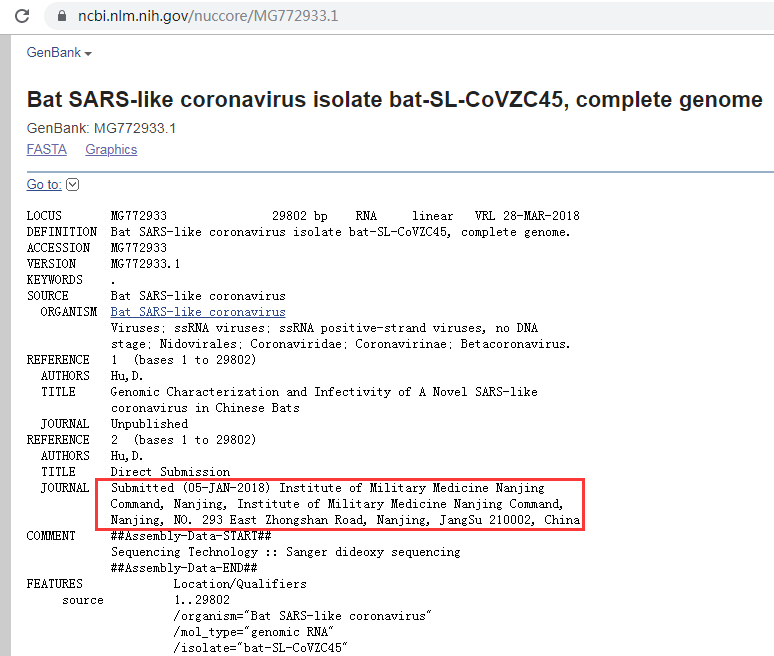 ncbi.nlm.nih.gov/nuccore/MG772933.1
GenBank
Bat SARS-like coronavirus isolate bat-SL-CoVZC45, complete genome
GenBank: MG772933.1
FASTA Graphics
Go to:
LOCUS MG772933 29802 bp RNA linear VRL 28-MAR-2018
DEFINITION Bat SARS-like coronavirus isolate bat-SL-CoVZC45, complete genome.
ACCESSION MG772933
VERSION MG772933.1
KEYWORDS .
SOURCE Bat SARS-like coronavirus
ORGANISM Bat SARS-like coronavirus
Viruses; ssRNA viruses; ssRNA positive-strand viruses, no DNA
stage; Nidovirales; Coronaviridae; Coronavirinae; Betacoronavirus.
REFERENCE 1 (bases 1 to 29802)
AUTHORS Hu,D.
TITLE Genomic Characterization and Infectivity of A Novel SARS-like
coronavirus in Chinese Bats
JOURNAL Unpublished
REFERENCE 2 (bases 1 to 29802)
AUTHORS Hu,D.
TITLE Direct Submission
JOURNAL Submitted (05-JAN-2018) Institute of Military Medicine Nanjing
Command, Nanjing, Institute of Military Medicine Nanjing Command,
Nanjing, NO. 293 East Zhongshan Road, Nanjing, JangSu 210002, China
COMMENT ##Assembly-Data-START##
Sequencing Technology :: Sanger dideoxy sequencing
##Assembly-Data-END##
FEATURES Location/Qualifiers
source 1..29802
/organism="Bat SARS-like coronavirus"
/mol_type="genomic RNA"
/isolate="bat-SL-CoVZC45"